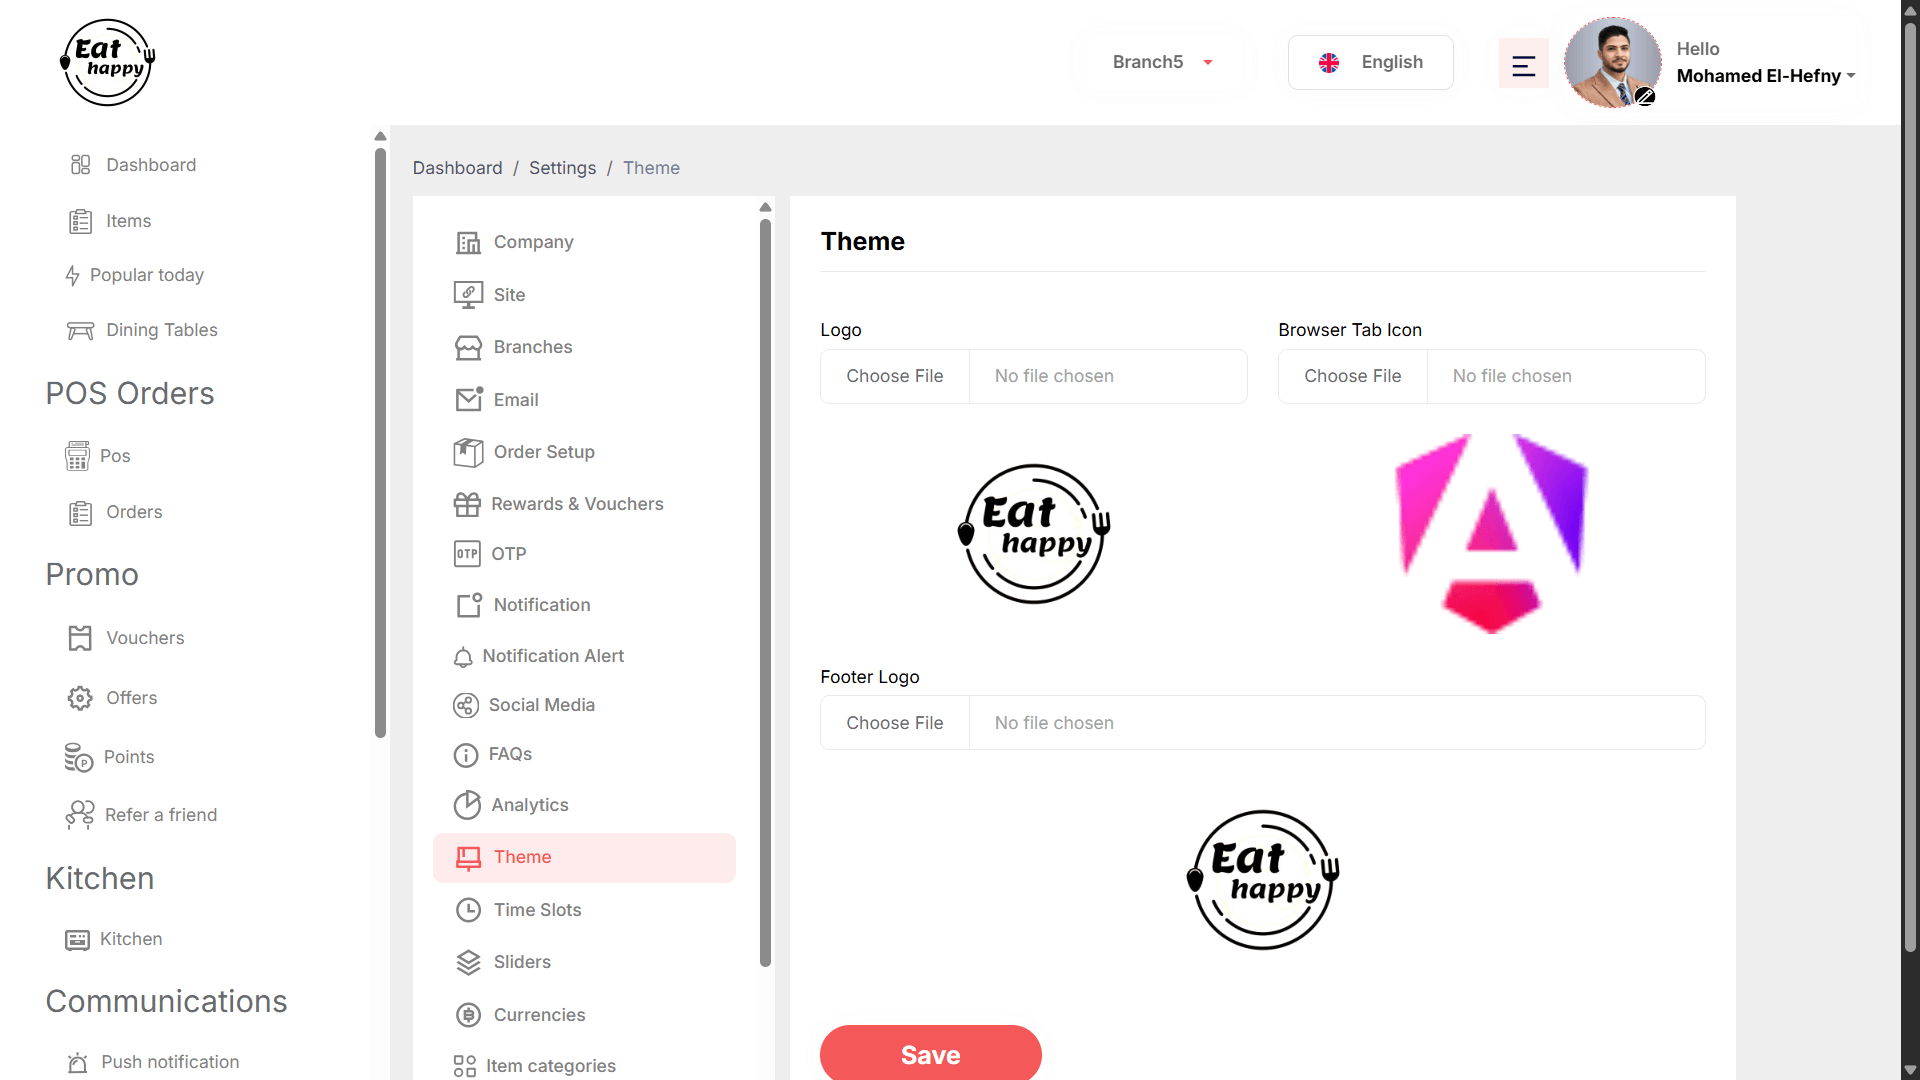 Eat
happy
Branch5
English
Hello
Mohamed El-Hefny
Dashboard
Items
Popular today
Dining Tables
POS Orders
Pos
Orders
Promo
Vouchers
Offers
Points
Refer a friend
Kitchen
Kitchen
Communications
Push notification
Dashboard / Settings / Theme
Company
Site
Branches
Email
Order Setup
Rewards & Vouchers
OTP OTP
Notification
Notification Alert
Social Media
FAQs
Analytics
Theme
Time Slots
Sliders
Currencies
Item categories
Theme
Logo
Choose File No file chosen
Eat
happy
Browser Tab Icon
Choose File No file chosen
Footer Logo
Choose File No file chosen
Eat
happy
Save